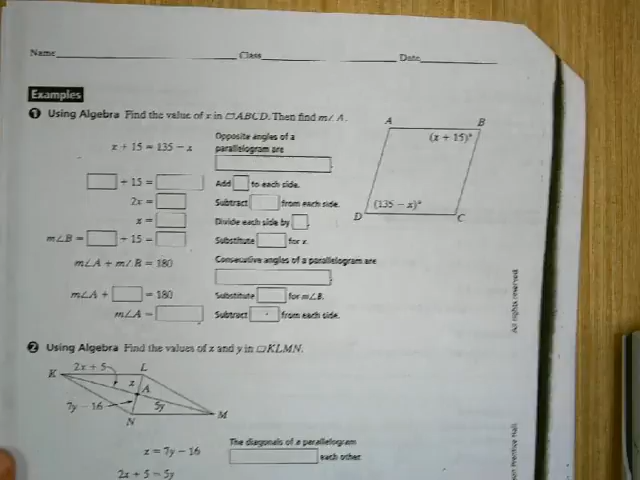 Name Class Date
Examples
1 Using Algebra Find the value of x in ▱ABCD. Then find m∠A.
x + 15 = 135 − x
Opposite angles of a
parallelogram are
.
+ 15 =
Add to each side.
2x =
Subtract from each side.
x =
Divide each side by .
m∠B = + 15 =
Substitute for x.
m∠A + m∠B = 180
Consecutive angles of a parallelogram are
.
m∠A + = 180
Substitute for m∠B.
m∠A =
Subtract from each side.
A
B
(x + 15)°
(135 − x)°
D
C
2 Using Algebra Find the values of x and y in ▱KLMN.
K
2x + 5
L
x
A
7y − 16
5y
M
N
x = 7y − 16
The diagonals of a parallelogram
each other.
2x + 5 = 5y
All rights reserved.
Prentice Hall